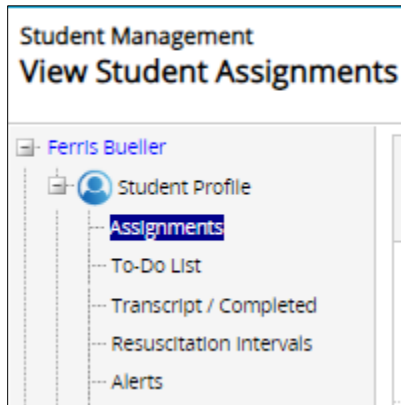 Student Management
View Student Assignments
Ferris Bueller
Student Profile
Assignments
To-Do List
Transcript / Completed
Resuscitation Intervals
Alerts